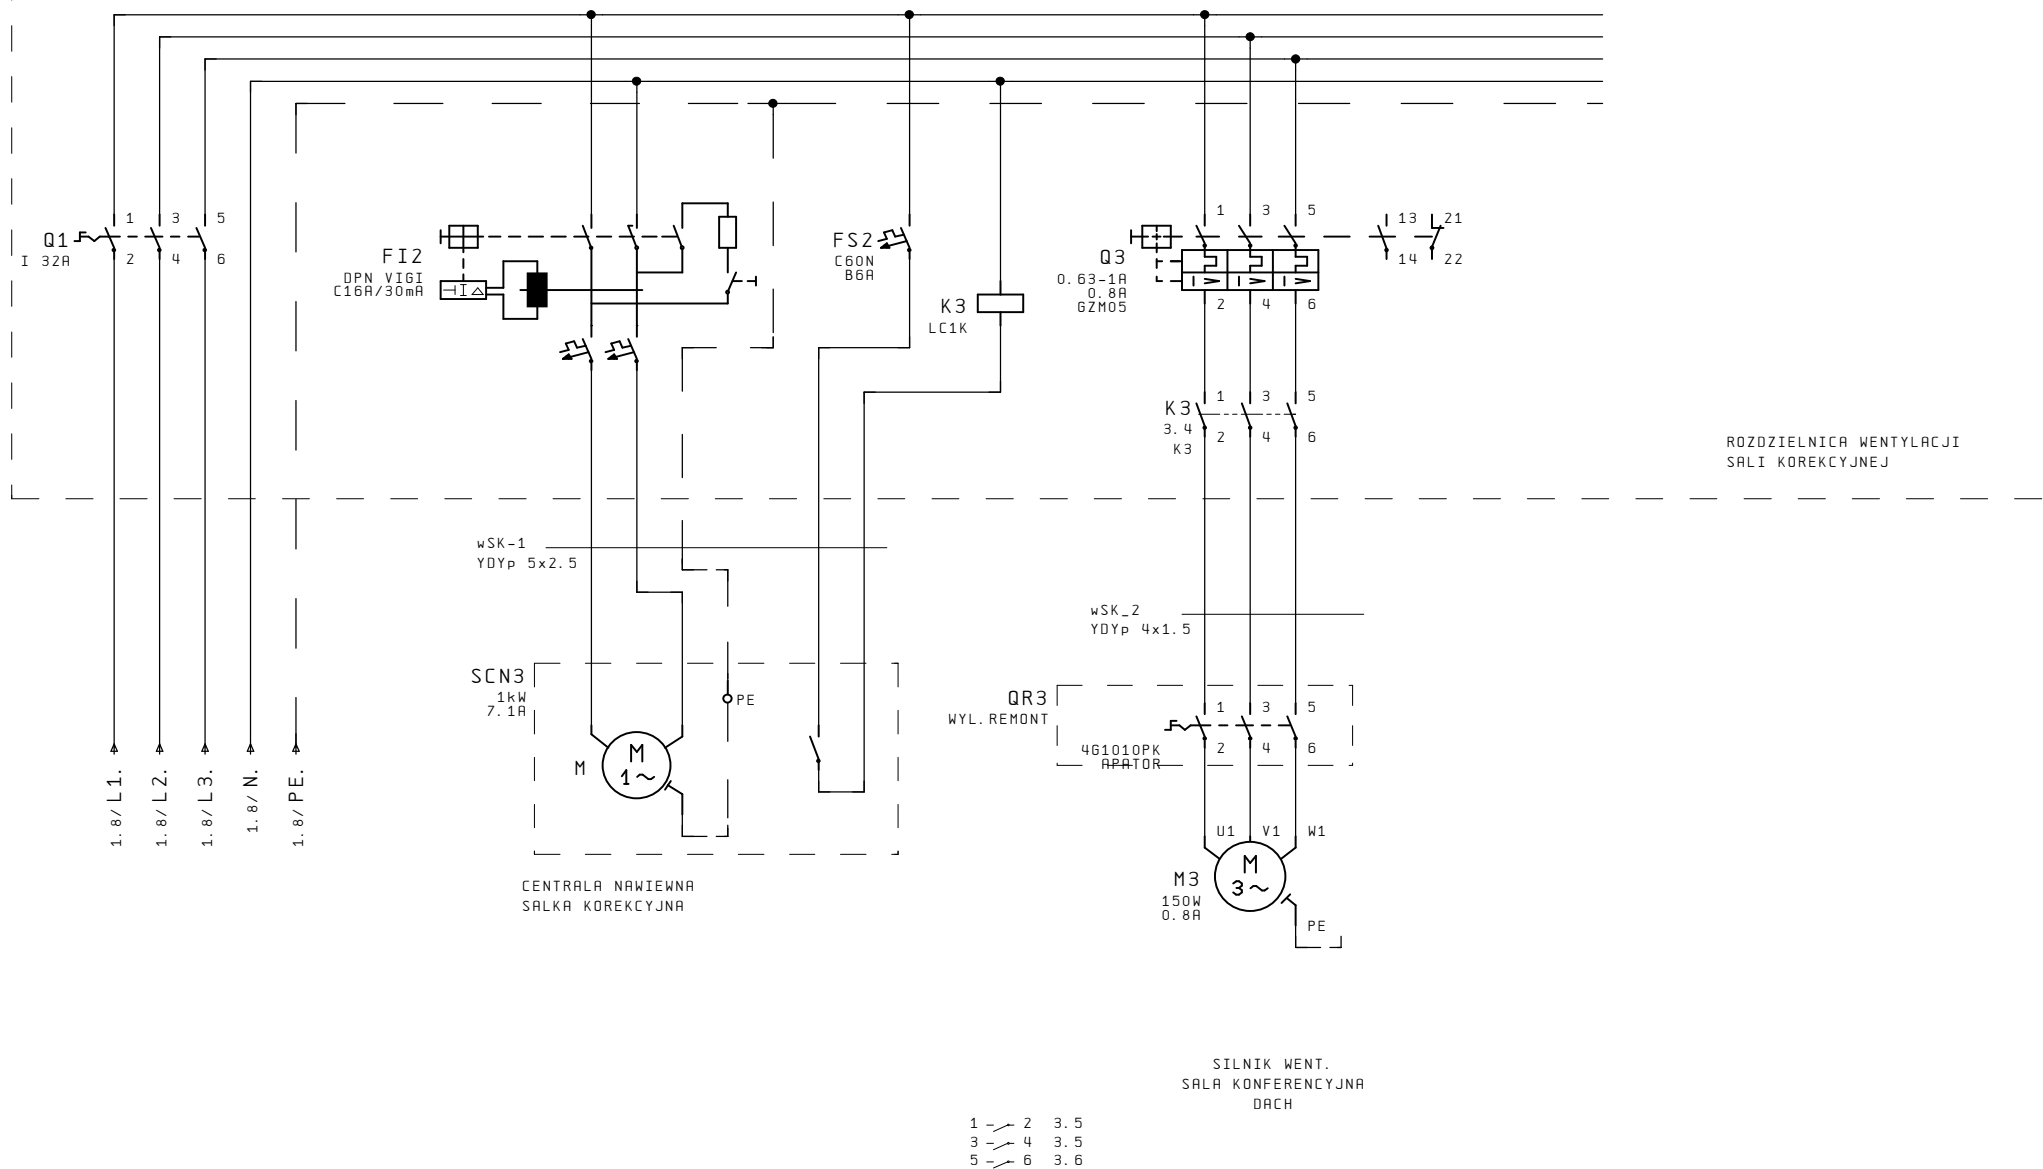 Q1
I 32A
1
2
3
4
5
6
FI2
DPN VIGI
C16A/30mA
I
FS2
C60N
B6A
K3
LC1K
Q3
0.63-1A
0.8A
GZM05
1
3
5
I >
I >
I >
2
4
6
13
14
21
22
K3
3.4
K3
1
2
3
4
5
6
ROZDZIELNICA WENTYLACJI
SALI KOREKCYJNEJ
wSK-1
YDYp 5x2.5
wSK_2
YDYp 4x1.5
SCN3
1kW
7.1A
PE
M
M
1~
CENTRALA NAWIEWNA
SALKA KOREKCYJNA
QR3
WYL.REMONT
4G1010PK
APATOR
1
2
3
4
5
6
U1
V1
W1
M
3~
M3
150W
0.8A
PE
1.8/L1.
1.8/L2.
1.8/L3.
1.8/N.
1.8/PE.
SILNIK WENT.
SALA KONFERENCYJNA
DACH
1 2 3.5
3 4 3.5
5 6 3.6